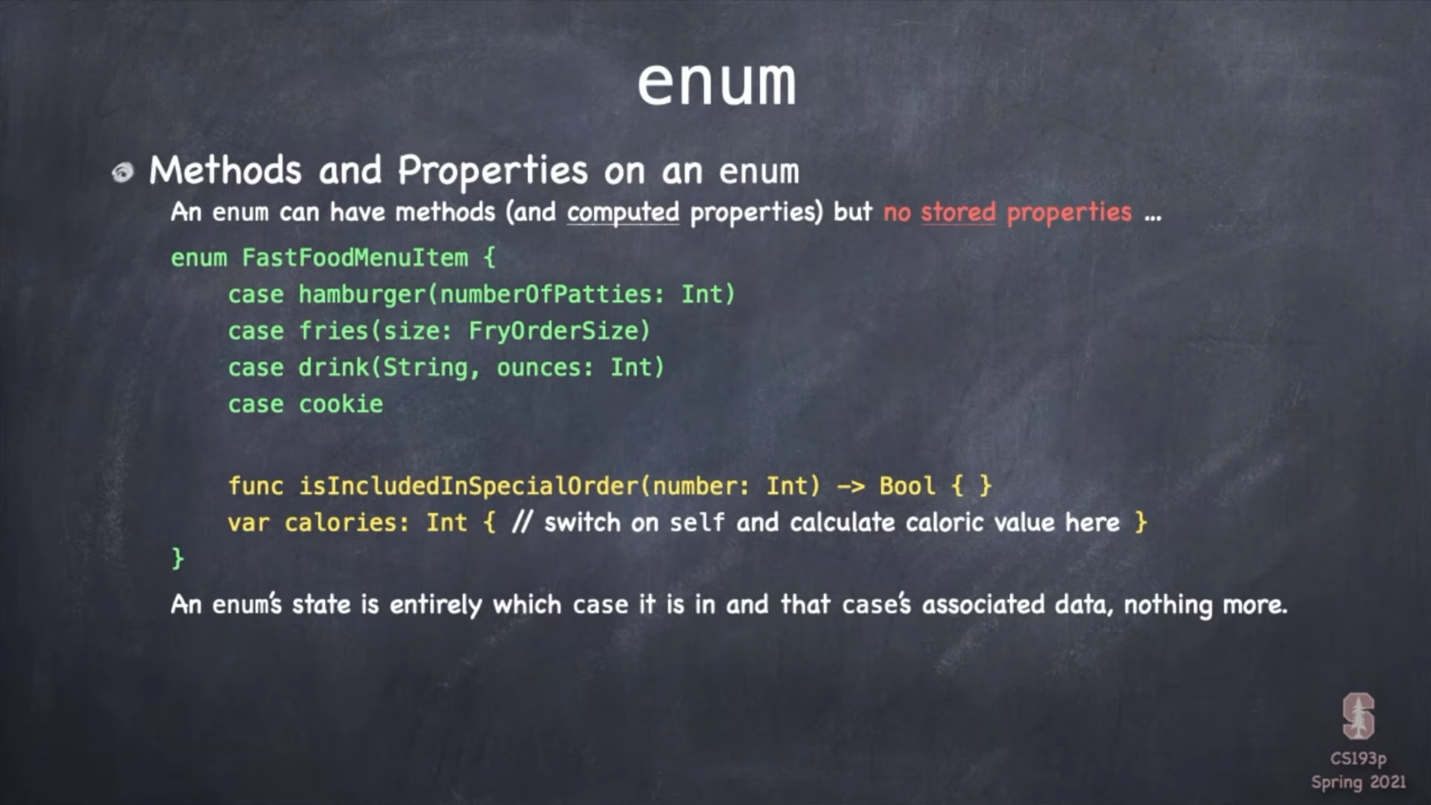 enum
Methods and Properties on an enum
An enum can have methods (and computed properties) but no stored properties ...
enum FastFoodMenuItem {
    case hamburger(numberOfPatties: Int)
    case fries(size: FryOrderSize)
    case drink(String, ounces: Int)
    case cookie
    func isIncludedInSpecialOrder(number: Int) -> Bool { }
    var calories: Int { // switch on self and calculate caloric value here }
}
An enum's state is entirely which case it is in and that case's associated data, nothing more.
S
CS193p
Spring 2021